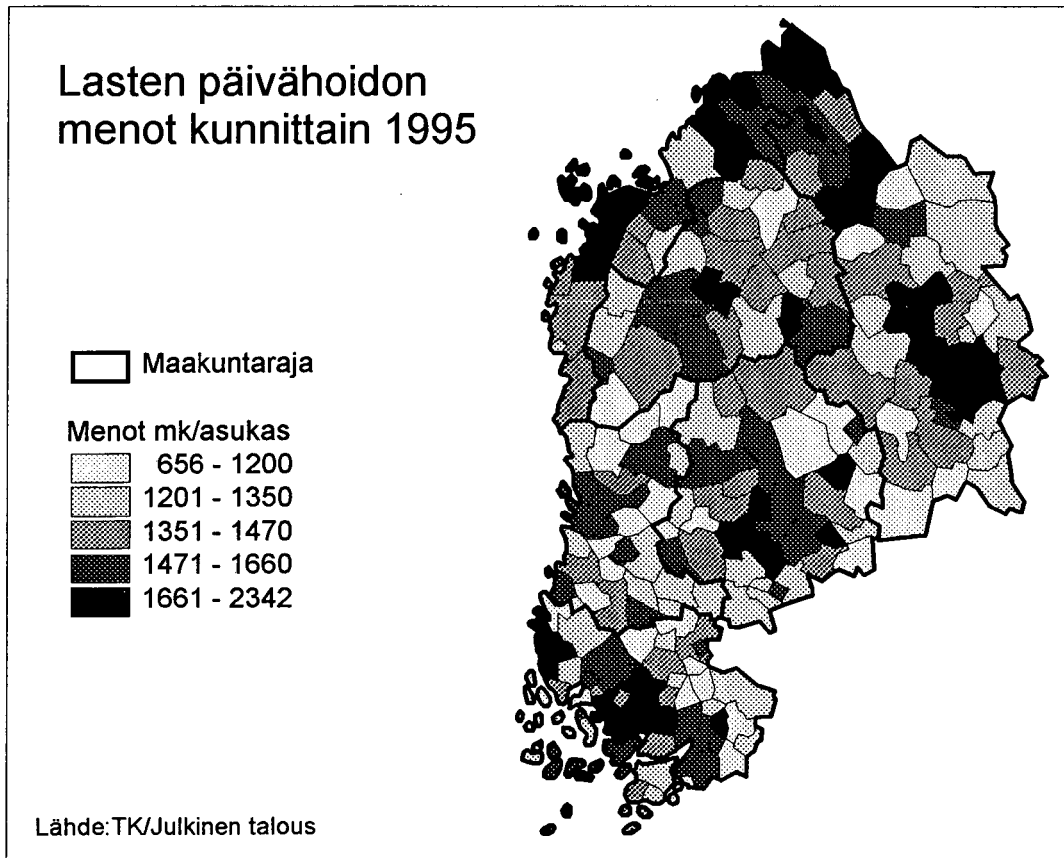 Lasten päivähoidon
menot kunnittain 1995
Maakuntaraja
Menot mk/asukas
656 - 1200
1201 - 1350
1351 - 1470
1471 - 1660
1661 - 2342
Lähde:TK/Julkinen talous